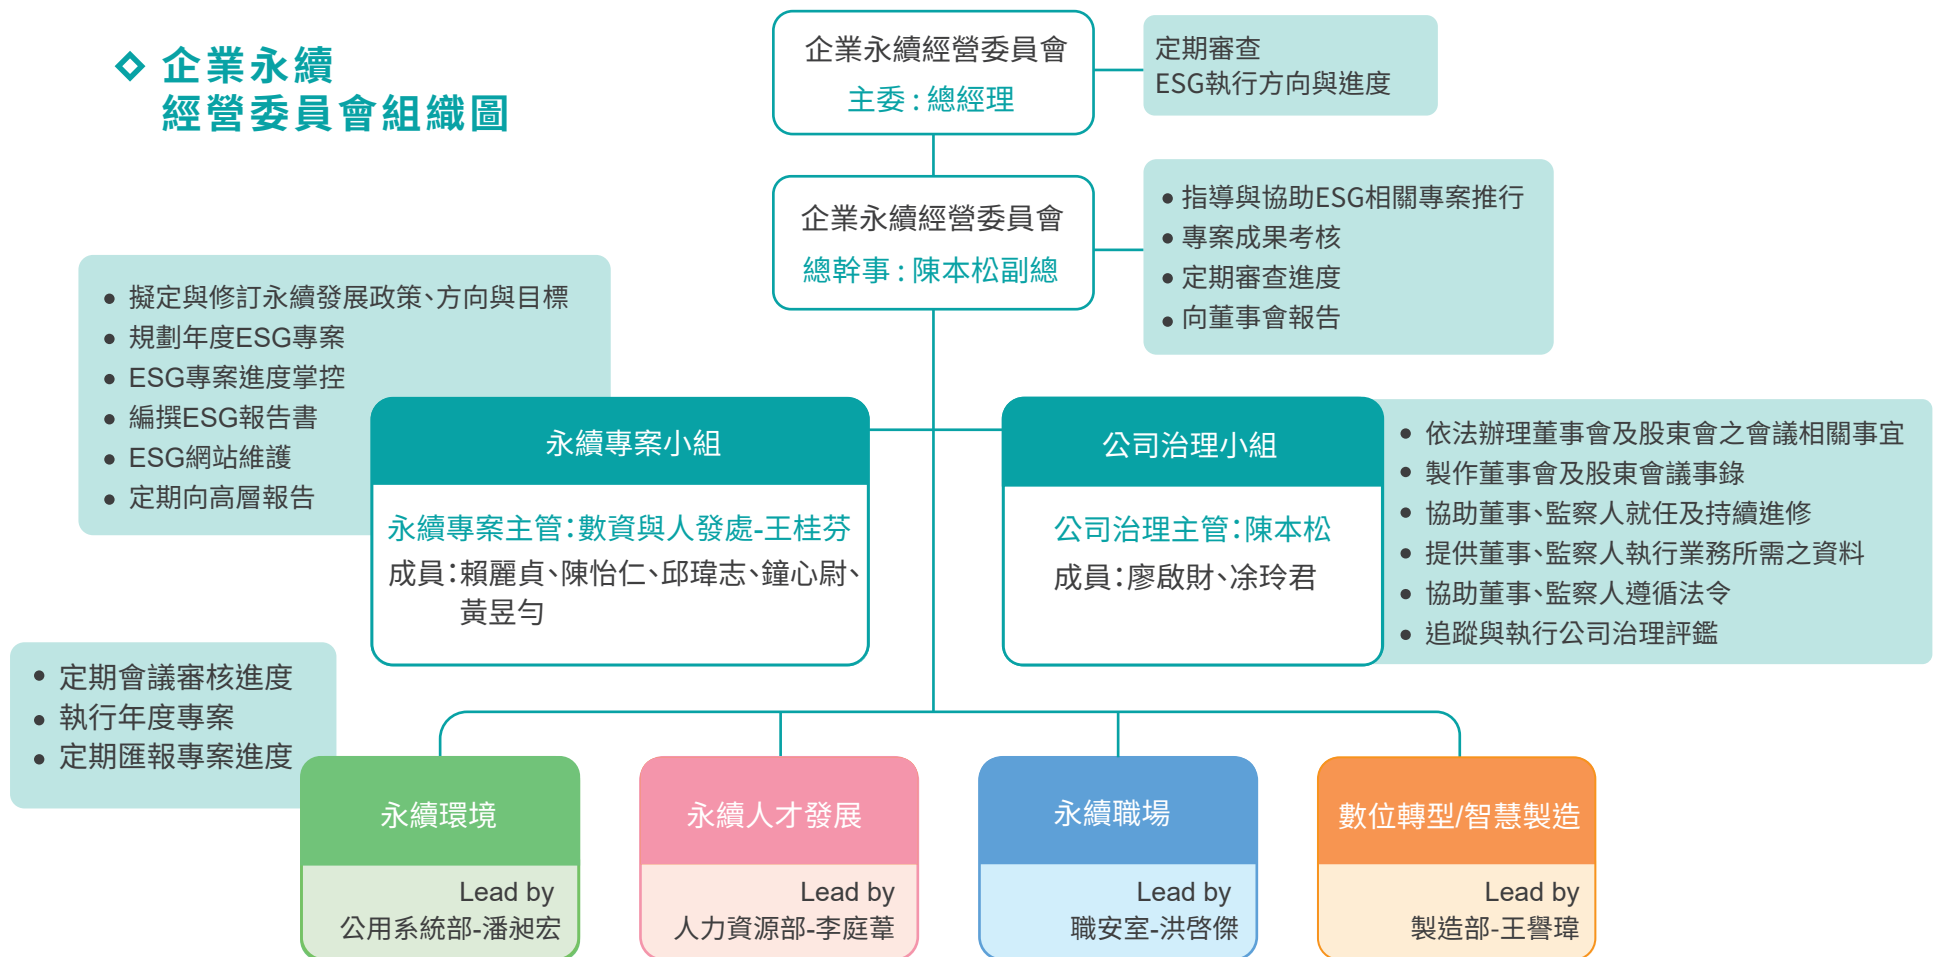 企業永續
經營委員會組織圖
企業永續經營委員會
主委 : 總經理
定期審查
ESG執行方向與進度
企業永續經營委員會
總幹事 : 陳本松副總
指導與協助ESG相關專案推行
專案成果考核
定期審查進度
向董事會報告
擬定與修訂永續發展政策、方向與目標
規劃年度ESG專案
ESG專案進度掌控
編撰ESG報告書
ESG網站維護
定期向高層報告
永續專案小組
永續專案主管：數資與人發處-王桂芬
成員：賴麗貞、陳怡仁、邱瑋志、鐘心尉、
黃昱勻
公司治理小組
公司治理主管：陳本松
成員：廖啟財、凃玲君
依法辦理董事會及股東會之會議相關事宜
製作董事會及股東會議事錄
協助董事、監察人就任及持續進修
提供董事、監察人執行業務所需之資料
協助董事、監察人遵循法令
追蹤與執行公司治理評鑑
定期會議審核進度
執行年度專案
定期匯報專案進度
永續環境
Lead by
公用系統部-潘昶宏
永續人才發展
Lead by
人力資源部-李庭葦
永續職場
Lead by
職安室-洪啓傑
數位轉型/智慧製造
Lead by
製造部-王譽瑋